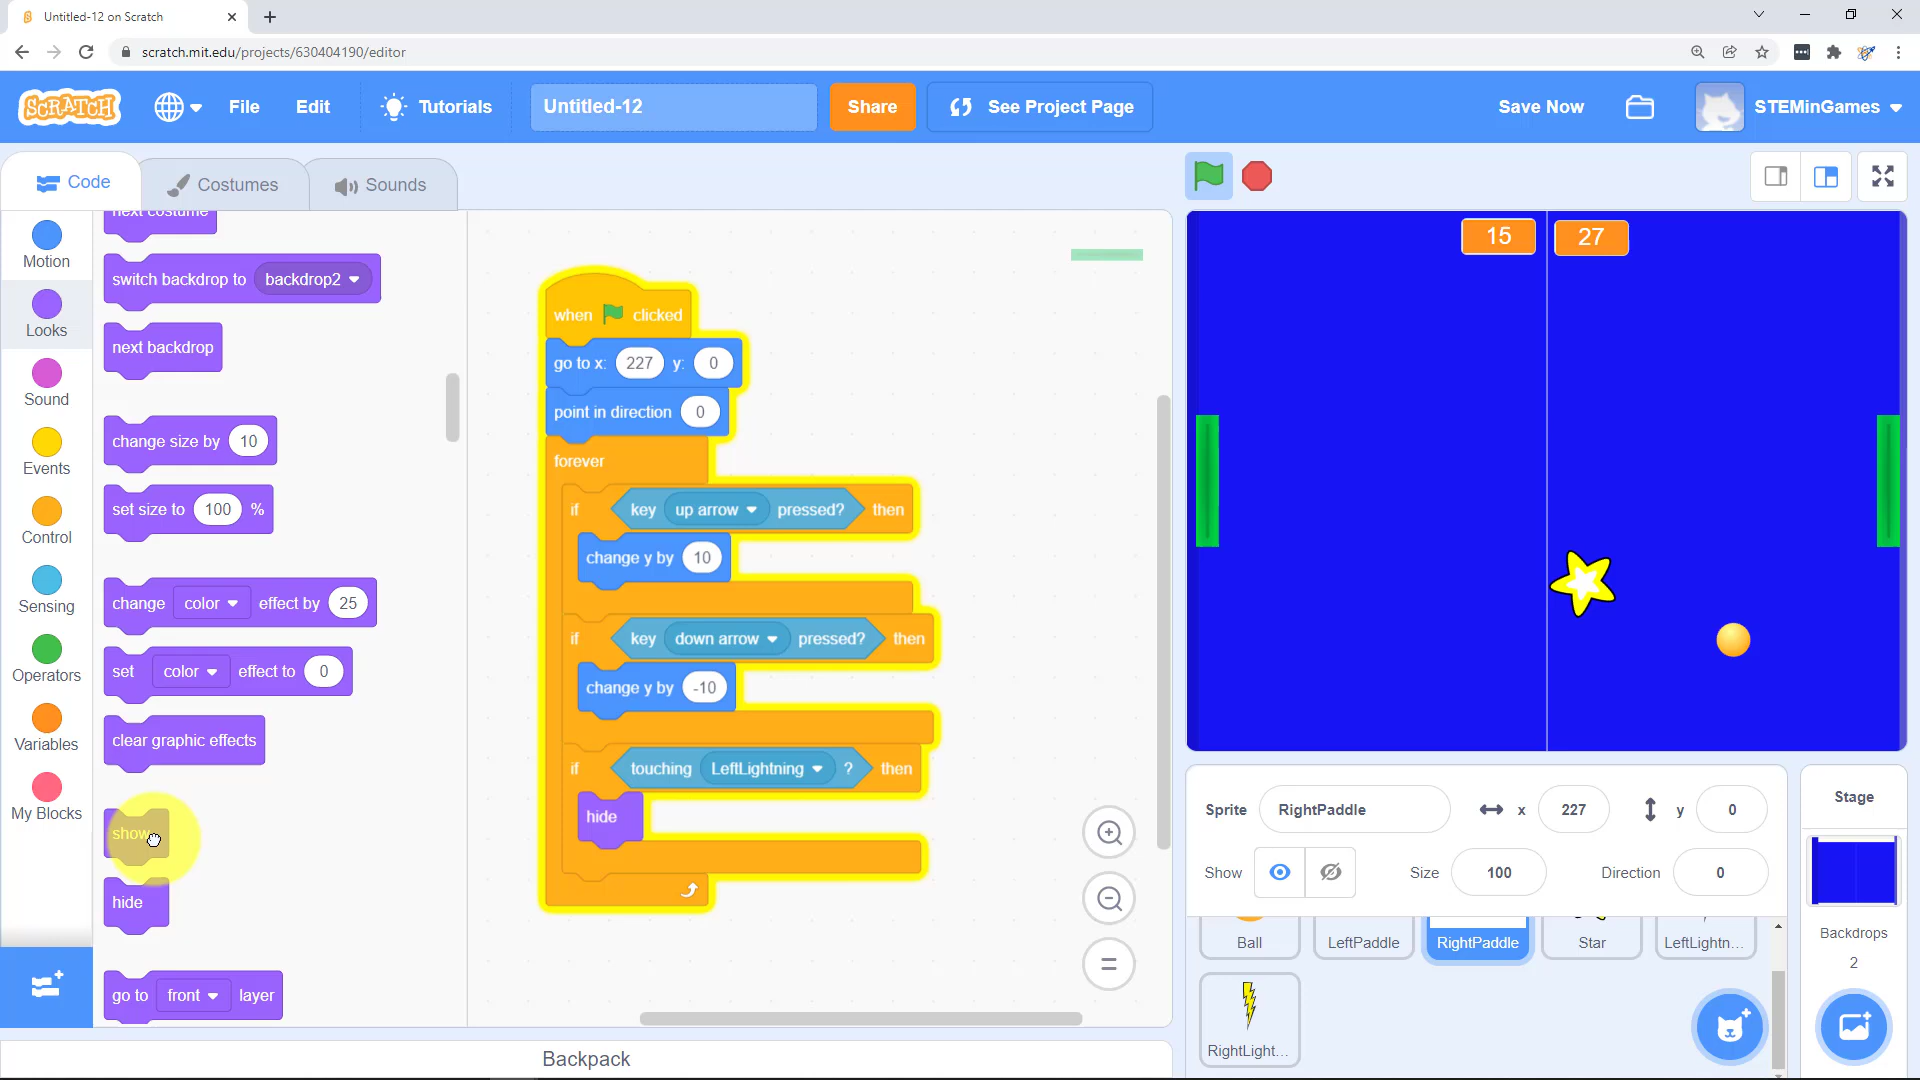 Untitled-12 on Scratch
scratch.mit.edu/projects/630404190/editor
SCRATCH
File
Edit
Tutorials
Untitled-12
Share
See Project Page
Save Now
STEMinGames
Code
Costumes
Sounds
Motion
Looks
Sound
Events
Control
Sensing
Operators
Variables
My Blocks
next costume
switch backdrop to backdrop2
next backdrop
change size by 10
set size to 100 %
change color effect by 25
set color effect to 0
clear graphic effects
show
hide
go to front layer
when clicked
go to x: 227 y: 0
point in direction 0
forever
if key up arrow pressed? then
change y by 10
if key down arrow pressed? then
change y by -10
if touching LeftLightning ? then
hide
Backpack
15
27
Sprite RightPaddle x 227 y 0
Show Size 100 Direction 0
Ball
LeftPaddle
RightPaddle
Star
LeftLightn...
RightLight...
Stage
Backdrops
2